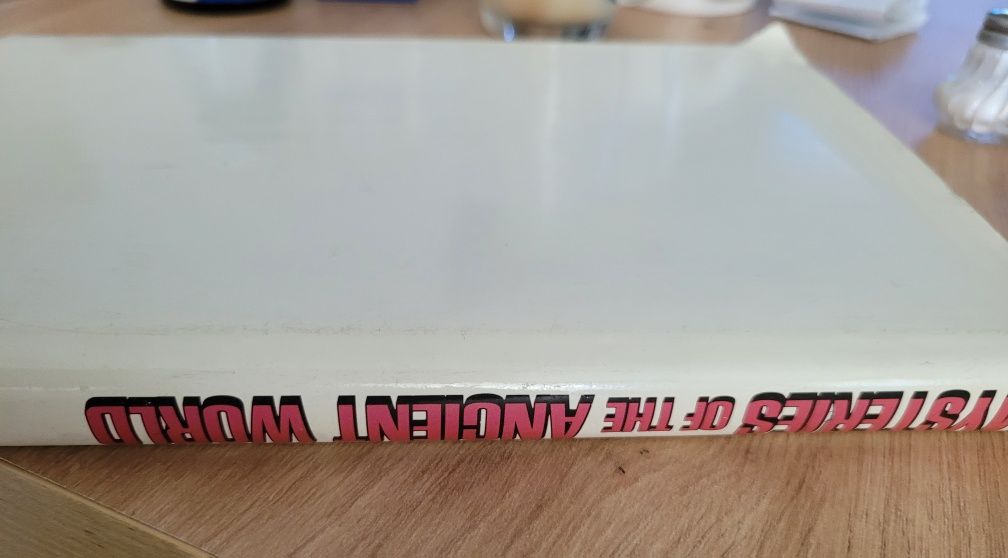 YSTERIES OF THE ANCIENT WORLD